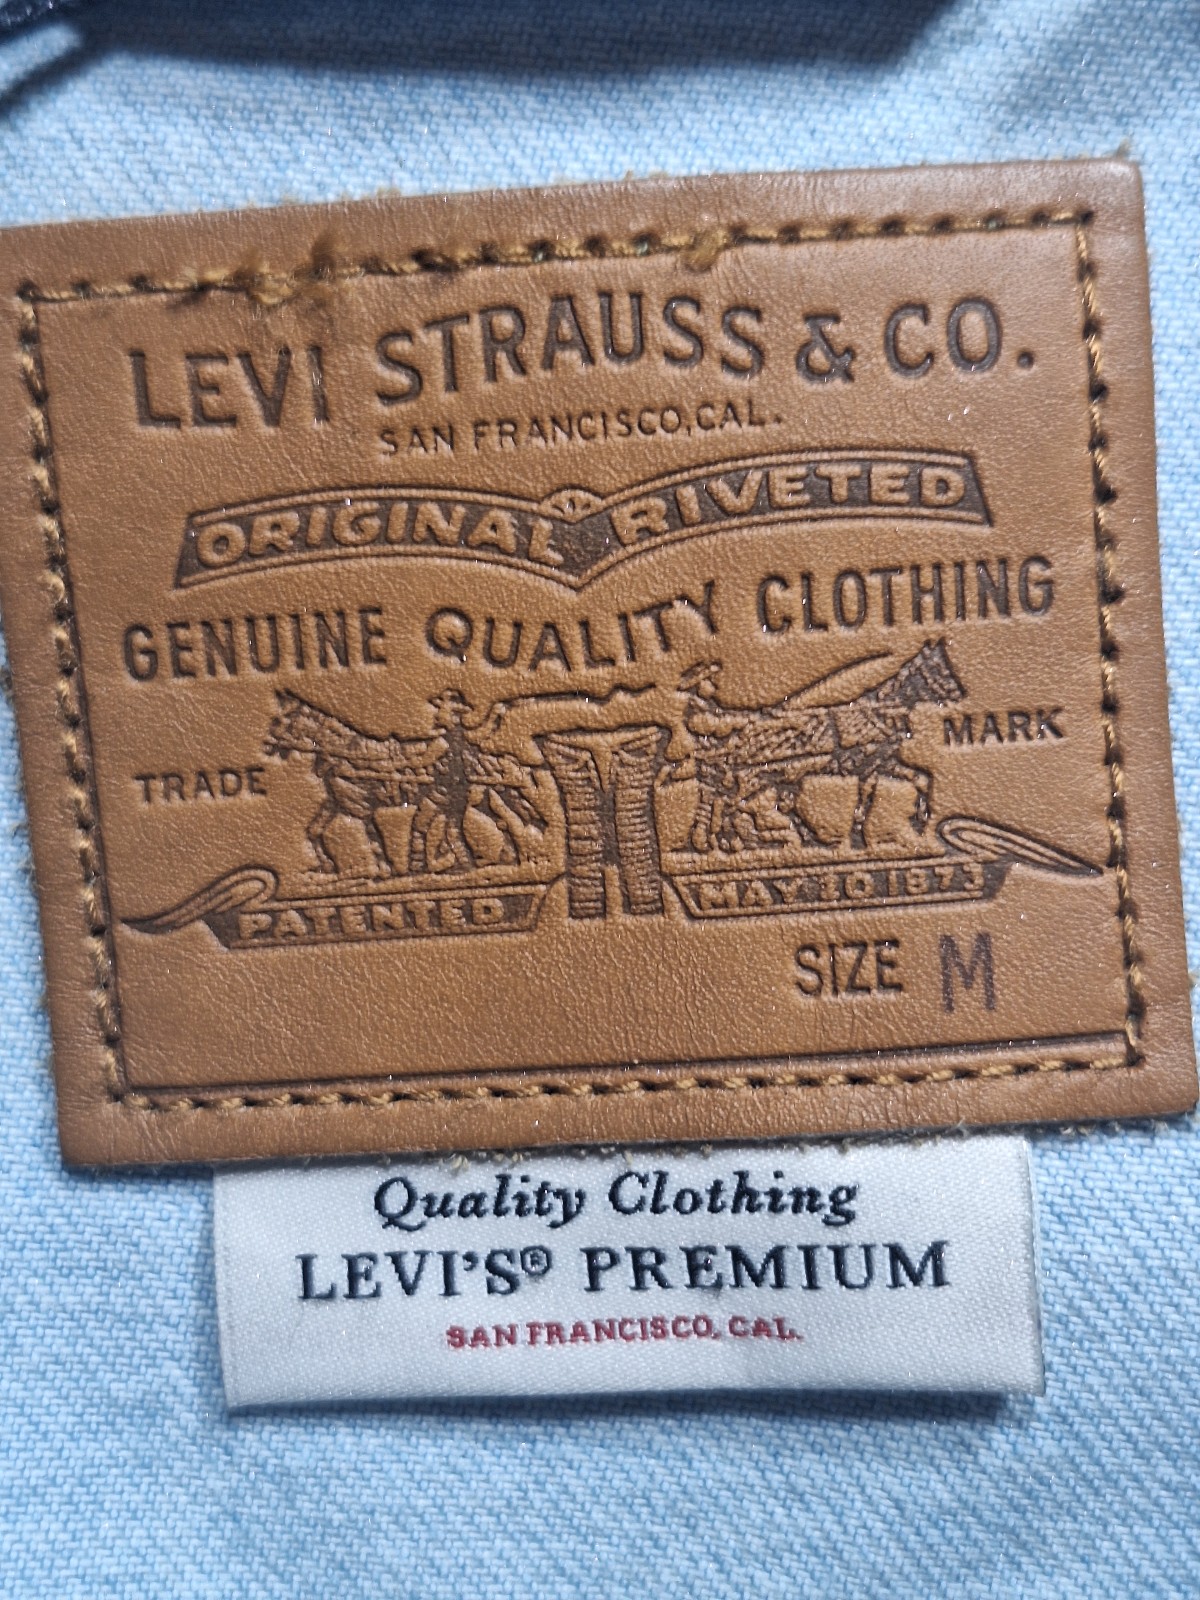 LEVI STRAUSS & CO.
SAN FRANCISCO, CAL.
ORIGINAL RIVETED
GENUINE QUALITY CLOTHING
TRADE MARK
PATENTED MAY 20 1873
SIZE M
Quality Clothing
LEVI'S® PREMIUM
SAN FRANCISCO, CAL.